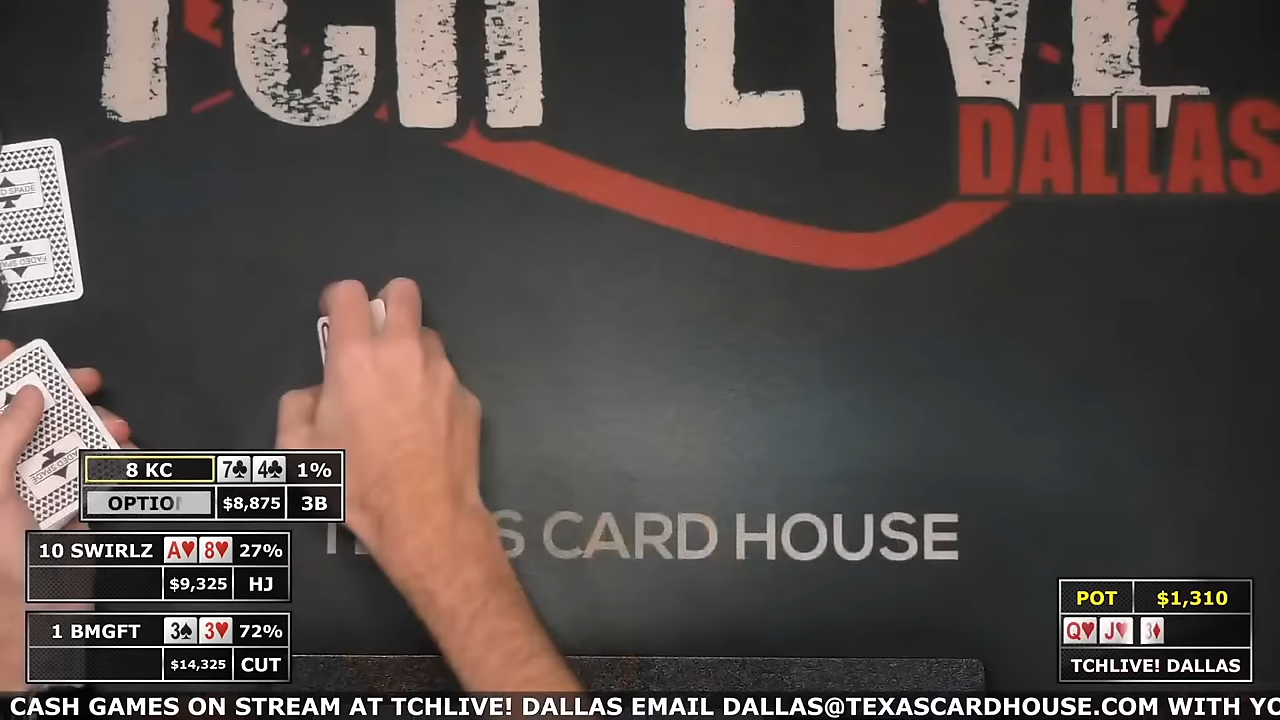 TCH LIVE
DALLAS
8 KC 7♣ 4♣ 1%
OPTIO $8,875 3B
CARD HOUSE
10 SWIRLZ A♥ 8♥ 27%
$9,325 HJ
POT $1,310
Q♥ J♥ 3♦
1 BMGFT 3♠ 3♥ 72%
$14,325 CUT
TCHLIVE! DALLAS
CASH GAMES ON STREAM AT TCHLIVE! DALLAS EMAIL DALLAS@TEXASCARDHOUSE.COM WITH YO